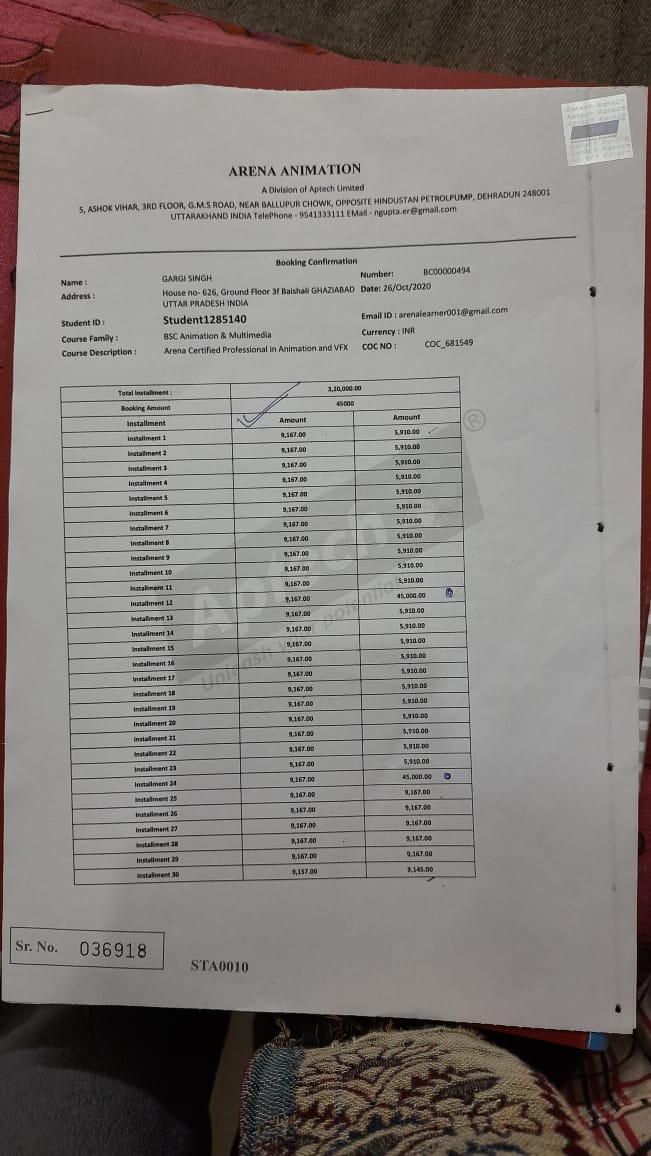 ARENA ANIMATION
A Division of Aptech Limited
5, ASHOK VIHAR, 3RD FLOOR, G.M.S ROAD, NEAR BALLUPUR CHOWK, OPPOSITE HINDUSTAN PETROLPUMP, DEHRADUN 248001
UTTARAKHAND INDIA TelePhone - 9541333111 EMail - ngupta.er@gmail.com
Booking Confirmation
Name : GARGI SINGH Number: BC00000494
Address : House no- 626, Ground Floor 3f Baishali GHAZIABAD Date: 26/Oct/2020
UTTAR PRADESH INDIA
Student ID : Student1285140 Email ID : arenalearner001@gmail.com
Course Family : BSC Animation & Multimedia Currency : INR
Course Description : Arena Certified Professional in Animation and VFX COC NO : COC_681549
Total Installment : 3,20,000.00
Booking Amount 45000
Installment Amount Amount
Installment 1 9,167.00 5,910.00
Installment 2 9,167.00 5,910.00
Installment 3 9,167.00 5,910.00
Installment 4 9,167.00 5,910.00
Installment 5 9,167.00 5,910.00
Installment 6 9,167.00 5,910.00
Installment 7 9,167.00 5,910.00
Installment 8 9,167.00 5,910.00
Installment 9 9,167.00 5,910.00
Installment 10 9,167.00 5,910.00
Installment 11 9,167.00 5,910.00
Installment 12 9,167.00 45,000.00
Installment 13 9,167.00 5,910.00
Installment 14 9,167.00 5,910.00
Installment 15 9,167.00 5,910.00
Installment 16 9,167.00 5,910.00
Installment 17 9,167.00 5,910.00
Installment 18 9,167.00 5,910.00
Installment 19 9,167.00 5,910.00
Installment 20 9,167.00 5,910.00
Installment 21 9,167.00 5,910.00
Installment 22 9,167.00 5,910.00
Installment 23 9,167.00 5,910.00
Installment 24 9,167.00 45,000.00
Installment 25 9,167.00 9,167.00
Installment 26 9,167.00 9,167.00
Installment 27 9,167.00 9,167.00
Installment 28 9,167.00 9,167.00
Installment 29 9,167.00 9,167.00
Installment 30 9,157.00 9,145.00
Aptech ®
Unleash your potential
Sr. No. 036918
STA0010